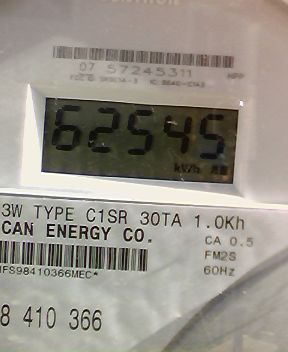 07 57245311
62545
kWh
3W TYPE C1SR 30TA 1.0Kh
CAN ENERGY CO.
CA 0.5
FM2S
60Hz
MFS98410366MEC*
8 410 366